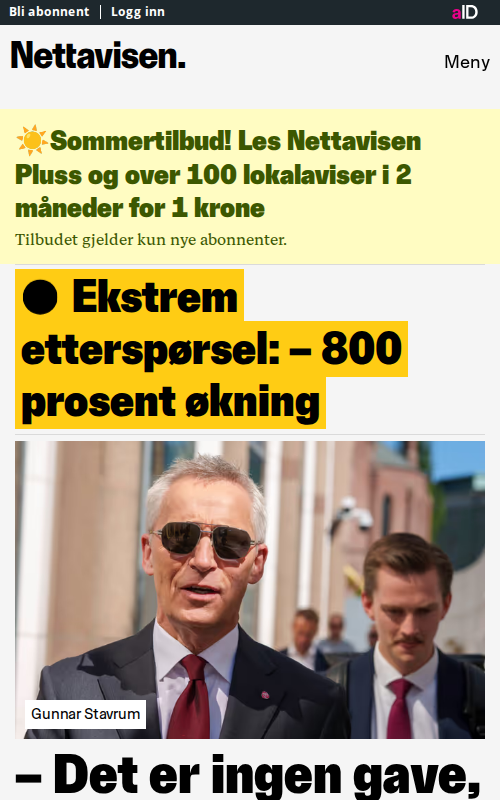 Bli abonnent
Logg inn
aID
Nettavisen.
Meny
Sommertilbud! Les Nettavisen
Pluss og over 100 lokalaviser i 2
måneder for 1 krone
Tilbudet gjelder kun nye abonnenter.
Ekstrem
etterspørsel: – 800
prosent økning
Gunnar Stavrum
– Det er ingen gave,